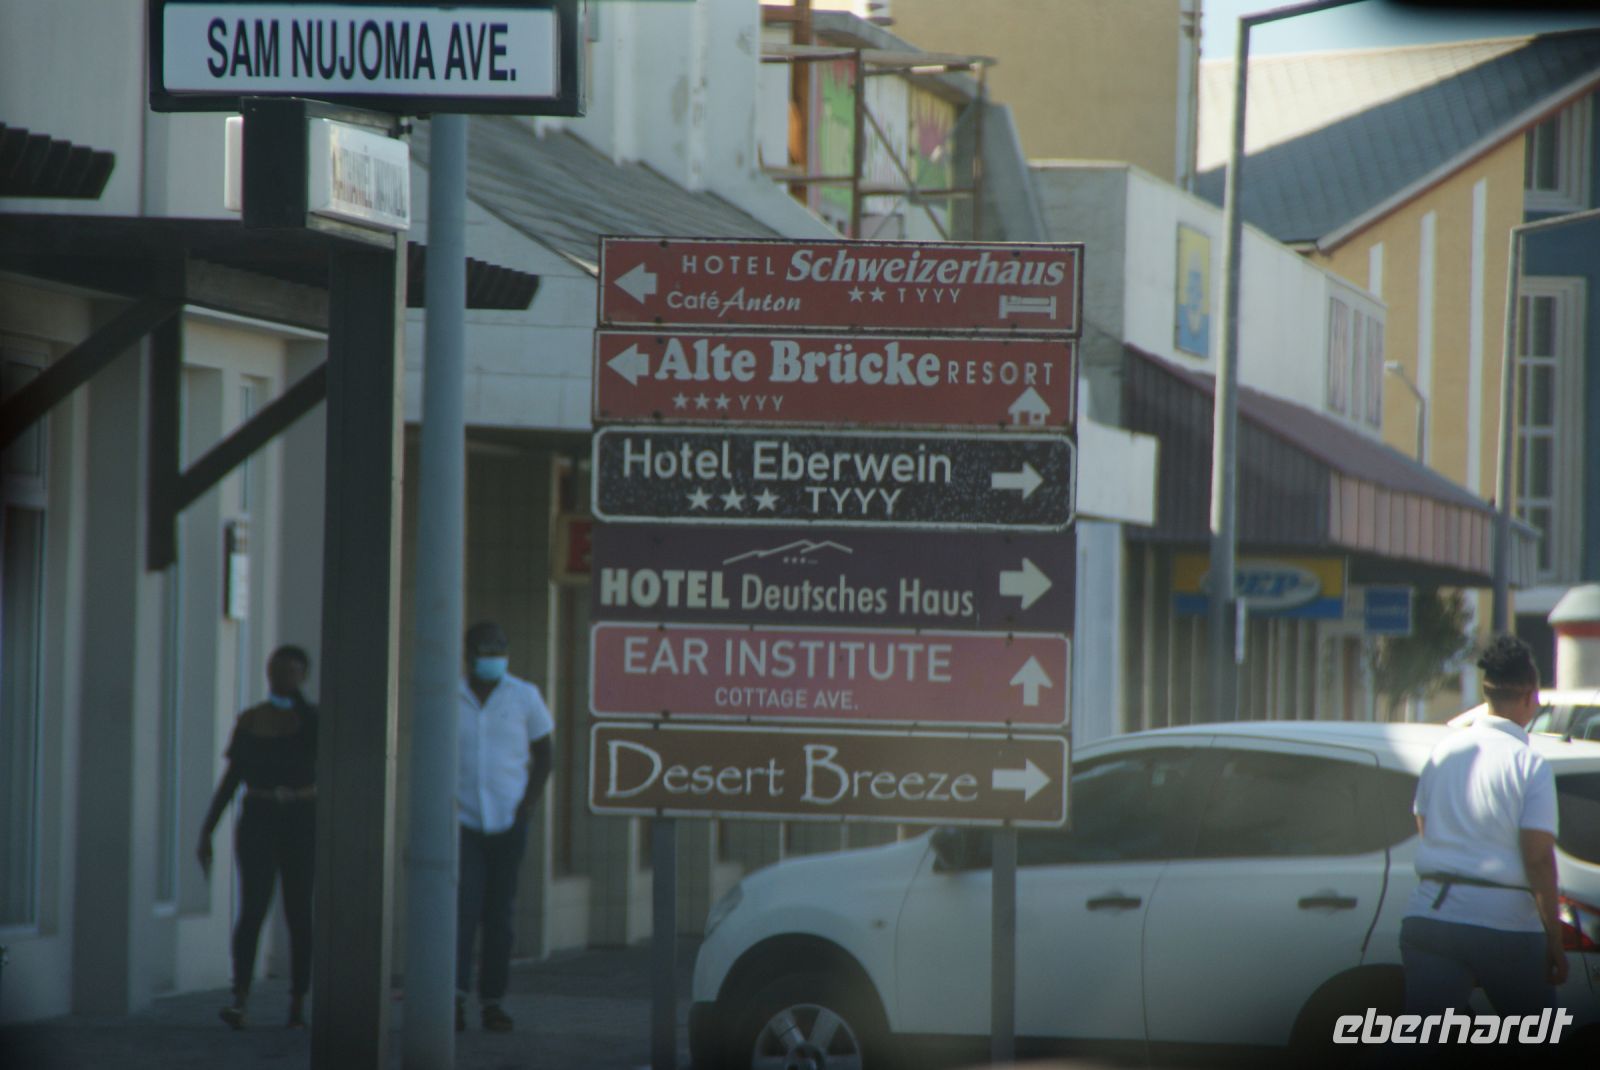 SAM NUJOMA AVE.
HOTEL Schweizerhaus
Café Anton ★★ TYYY
Alte Brücke RESORT
★★★ YYY
Hotel Eberwein
★★★ TYYY
HOTEL Deutsches Haus
EAR INSTITUTE
COTTAGE AVE.
Desert Breeze
PEP
eberhardt